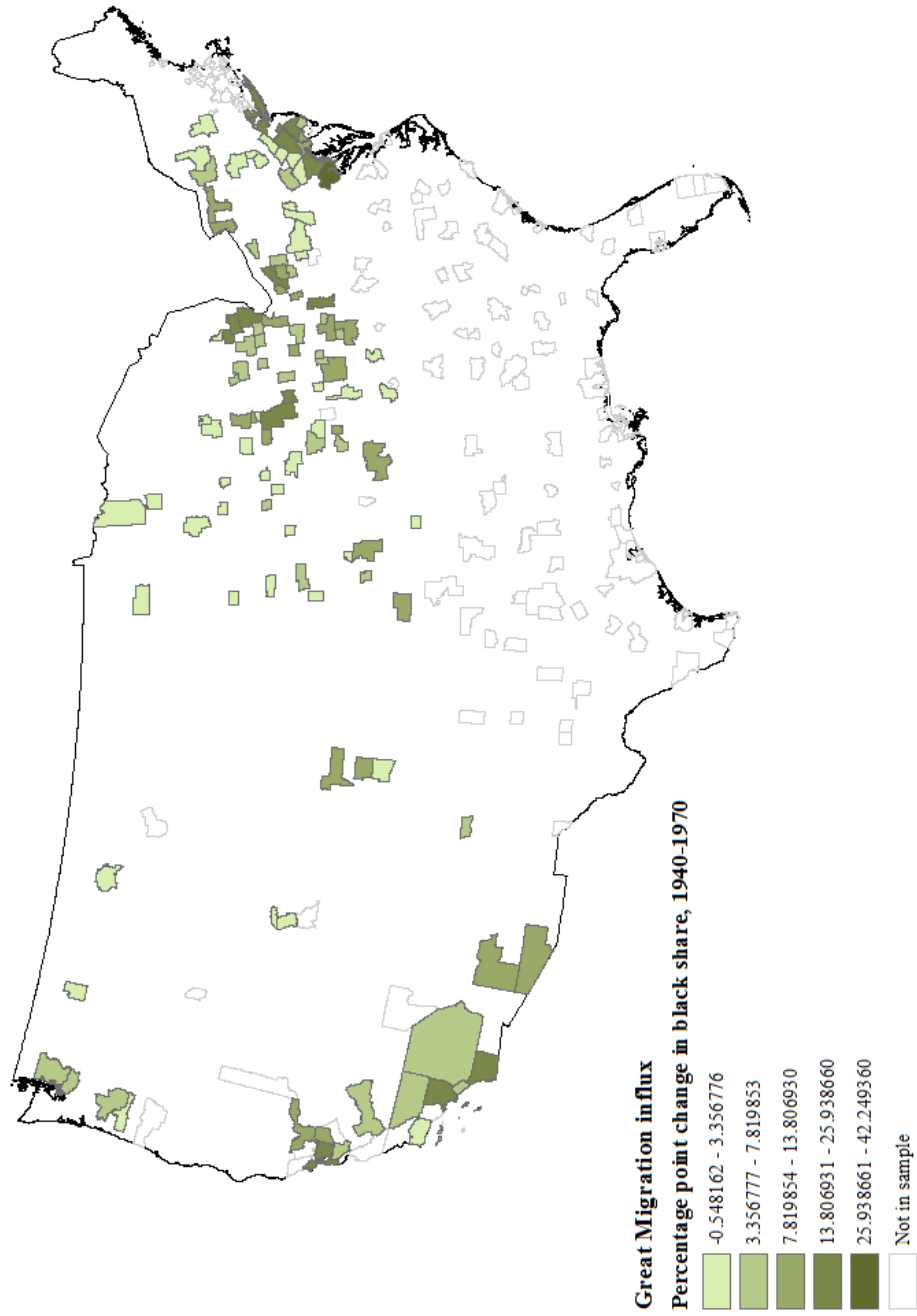 Great Migration influx
Percentage point change in black share, 1940-1970
-0.548162 - 3.356776
3.356777 - 7.819853
7.819854 - 13.806930
13.806931 - 25.938660
25.938661 - 42.249360
Not in sample